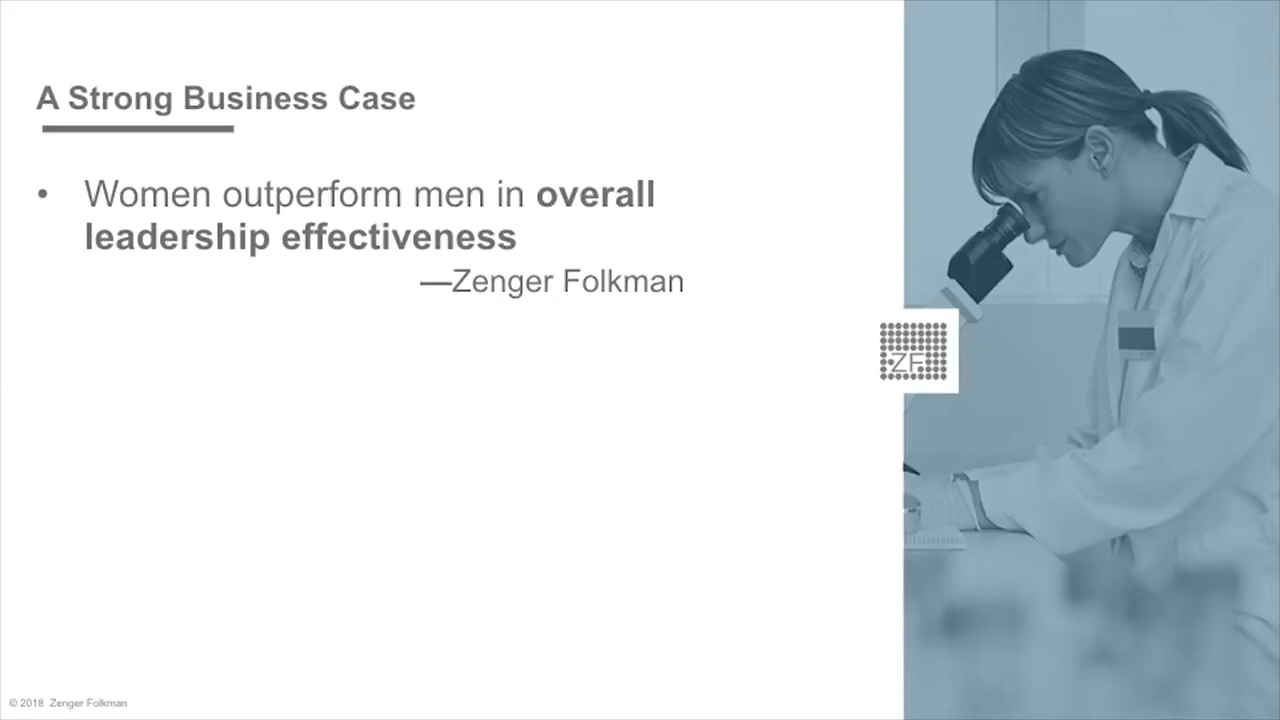 A Strong Business Case
• Women outperform men in overall
leadership effectiveness
—Zenger Folkman
ZF
© 2018 Zenger Folkman